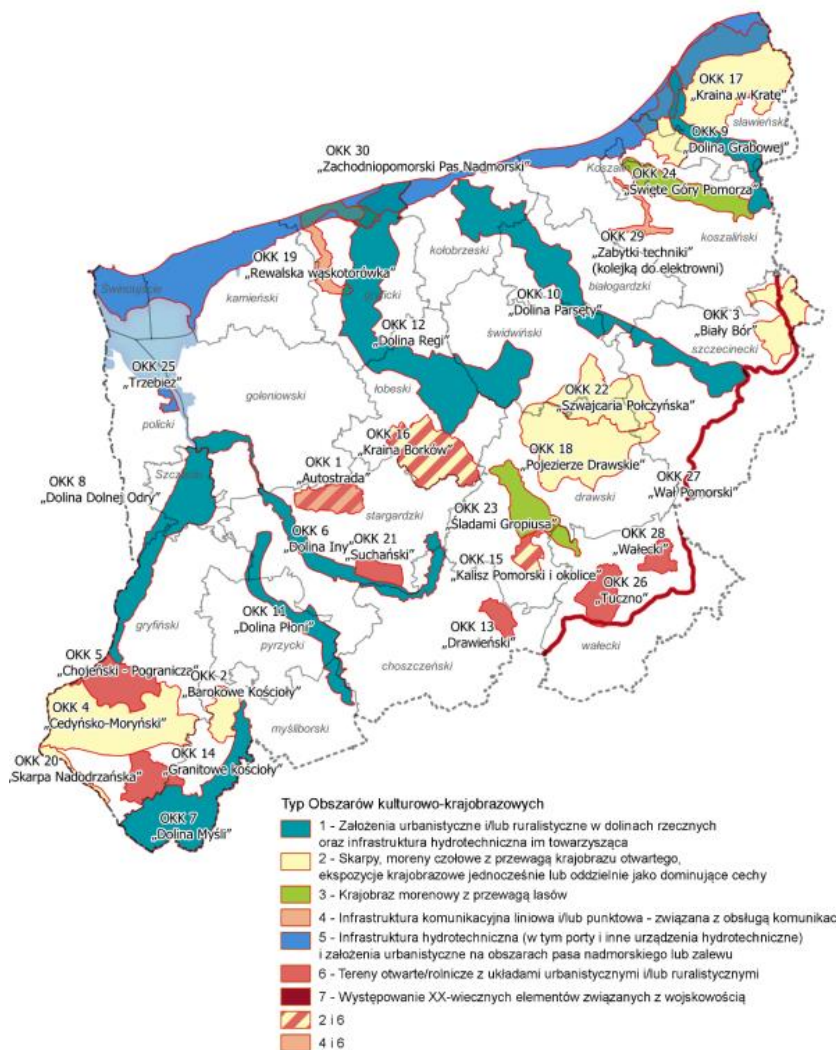 OKK 17
„Kraina w Kratę"
sławieński
OKK 9
„Dolina Grabowej
OKK 30
„Zachodniopomorski Pas Nadmorski"
Koszalin
OKK 24
„Święte Góry Pomorza"
koszaliński
OKK 29
„Zabytki-techniki"
(kolejką do elektrowni)
białogardzki
OKK 19
„Rewalska wąskotorówka"
kołobrzeski
gryficki
kamieński
Świnoujście
OKK 10
„Dolina Parsęty"
OKK 3
„Biały Bór"
szczecinecki
OKK 12
„Dolina Regi"
świdwiński
OKK 25
„Trzebież"
policki
goleniowski
łobeski
OKK 22
„Szwajcaria Połczyńska"
OKK 16
„Kraina Borków"
OKK 18
„Pojezierze Drawskie"
OKK 8
„Dolina Dolnej Odry"
Szczecin
OKK 1
„Autostrada"
stargardzki
drawski
OKK 27
„Wał Pomorski"
OKK 23
„Śladami Gropiusa"
OKK 6
„Dolina Iny"
OKK 21
„Suchański"
OKK 28
„Wałecki"
OKK 15
„Kalisz Pomorski i okolice"
OKK 26
„Tuczno"
OKK 11
„Dolina Płoni"
gryfiński
pyrzycki
OKK 13
„Drawieński"
wałecki
choszczeński
OKK 5
„Chojeński - Pogranicza"
OKK 2
„Barokowe Kościoły"
OKK 4
„Cedyńsko-Moryński"
myśliborski
OKK 20
„Skarpa Nadodrzańska"
OKK 14
„Granitowe kościoły"
OKK 7
„Dolina Myśli"
Typ Obszarów kulturowo-krajobrazowych
1 - Założenia urbanistyczne i/lub ruralistyczne w dolinach rzecznych
oraz infrastruktura hydrotechniczna im towarzysząca
2 - Skarpy, moreny czołowe z przewagą krajobrazu otwartego,
ekspozycje krajobrazowe jednocześnie lub oddzielnie jako dominujące cechy
3 - Krajobraz morenowy z przewagą lasów
4 - Infrastruktura komunikacyjna liniowa i/lub punktowa - związana z obsługą komunikac
5 - Infrastruktura hydrotechniczna (w tym porty i inne urządzenia hydrotechniczne)
i założenia urbanistyczne na obszarach pasa nadmorskiego lub zalewu
6 - Tereny otwarte/rolnicze z układami urbanistycznymi i/lub ruralistycznymi
7 - Występowanie XX-wiecznych elementów związanych z wojskowością
2 i 6
4 i 6